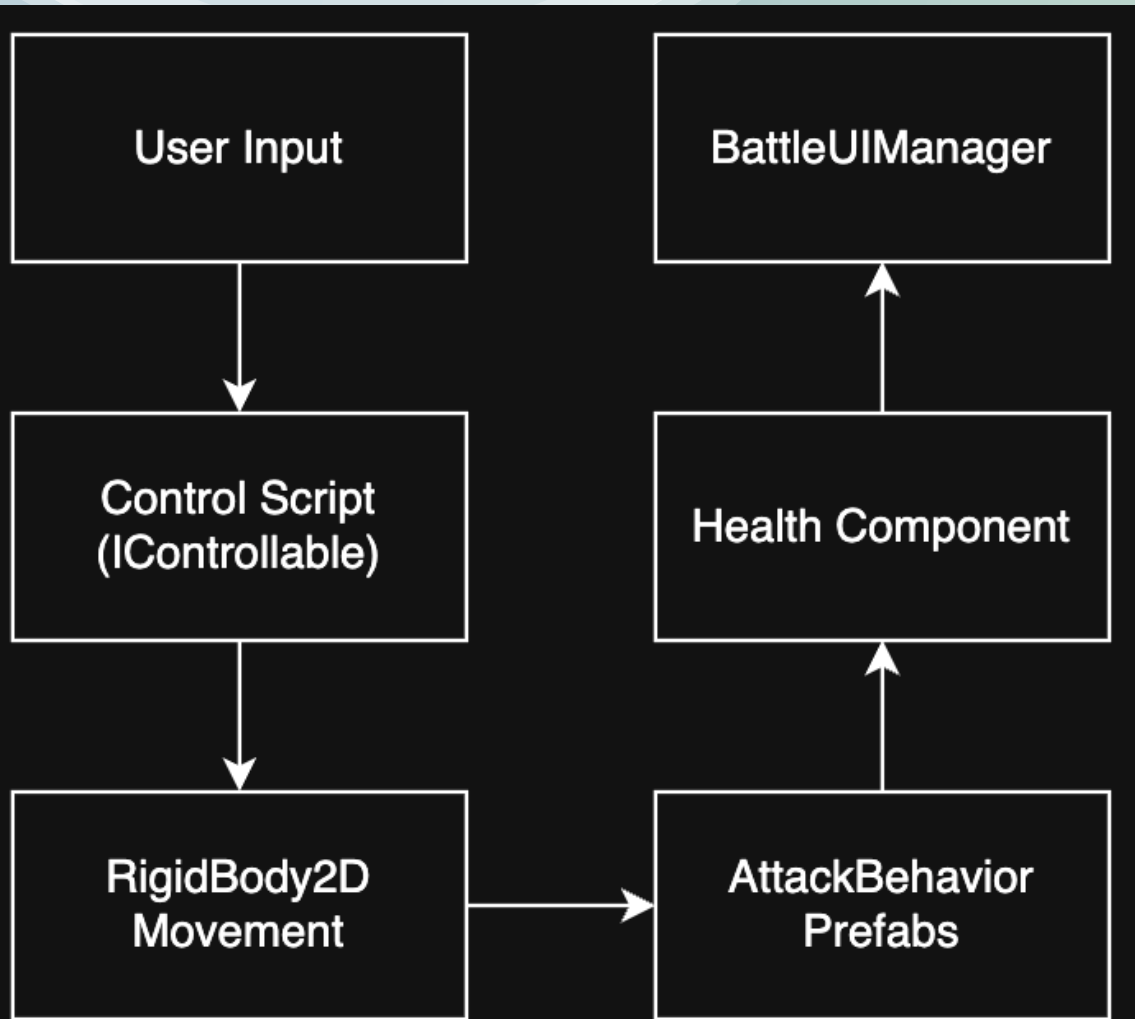 User Input
BattleUIManager
Control Script
(IControllable)
Health Component
RigidBody2D
Movement
AttackBehavior
Prefabs